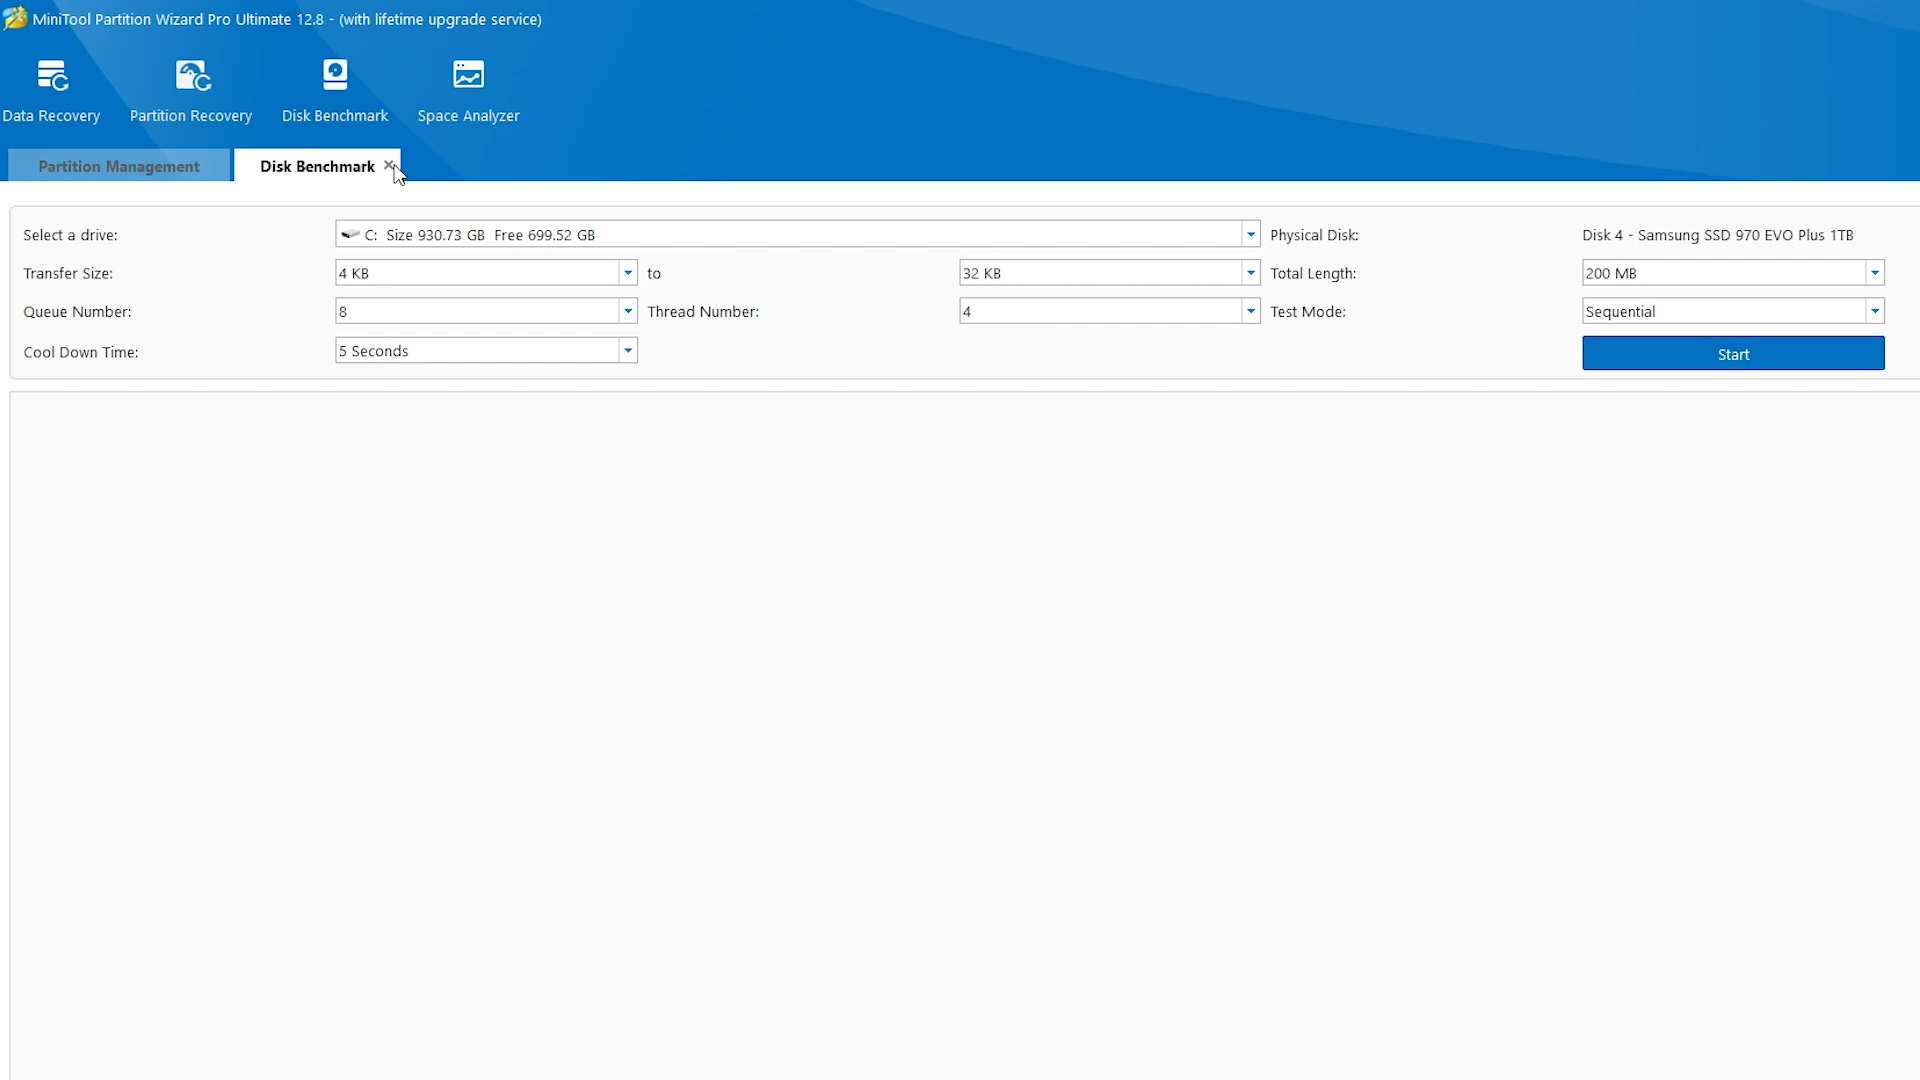 MiniTool Partition Wizard Pro Ultimate 12.8 - (with lifetime upgrade service)
Data Recovery
Partition Recovery
Disk Benchmark
Space Analyzer
Partition Management
Disk Benchmark
Select a drive:
C: Size 930.73 GB Free 699.52 GB
Physical Disk:
Disk 4 - Samsung SSD 970 EVO Plus 1TB
Transfer Size:
4 KB
to
32 KB
Total Length:
200 MB
Queue Number:
8
Thread Number:
4
Test Mode:
Sequential
Cool Down Time:
5 Seconds
Start